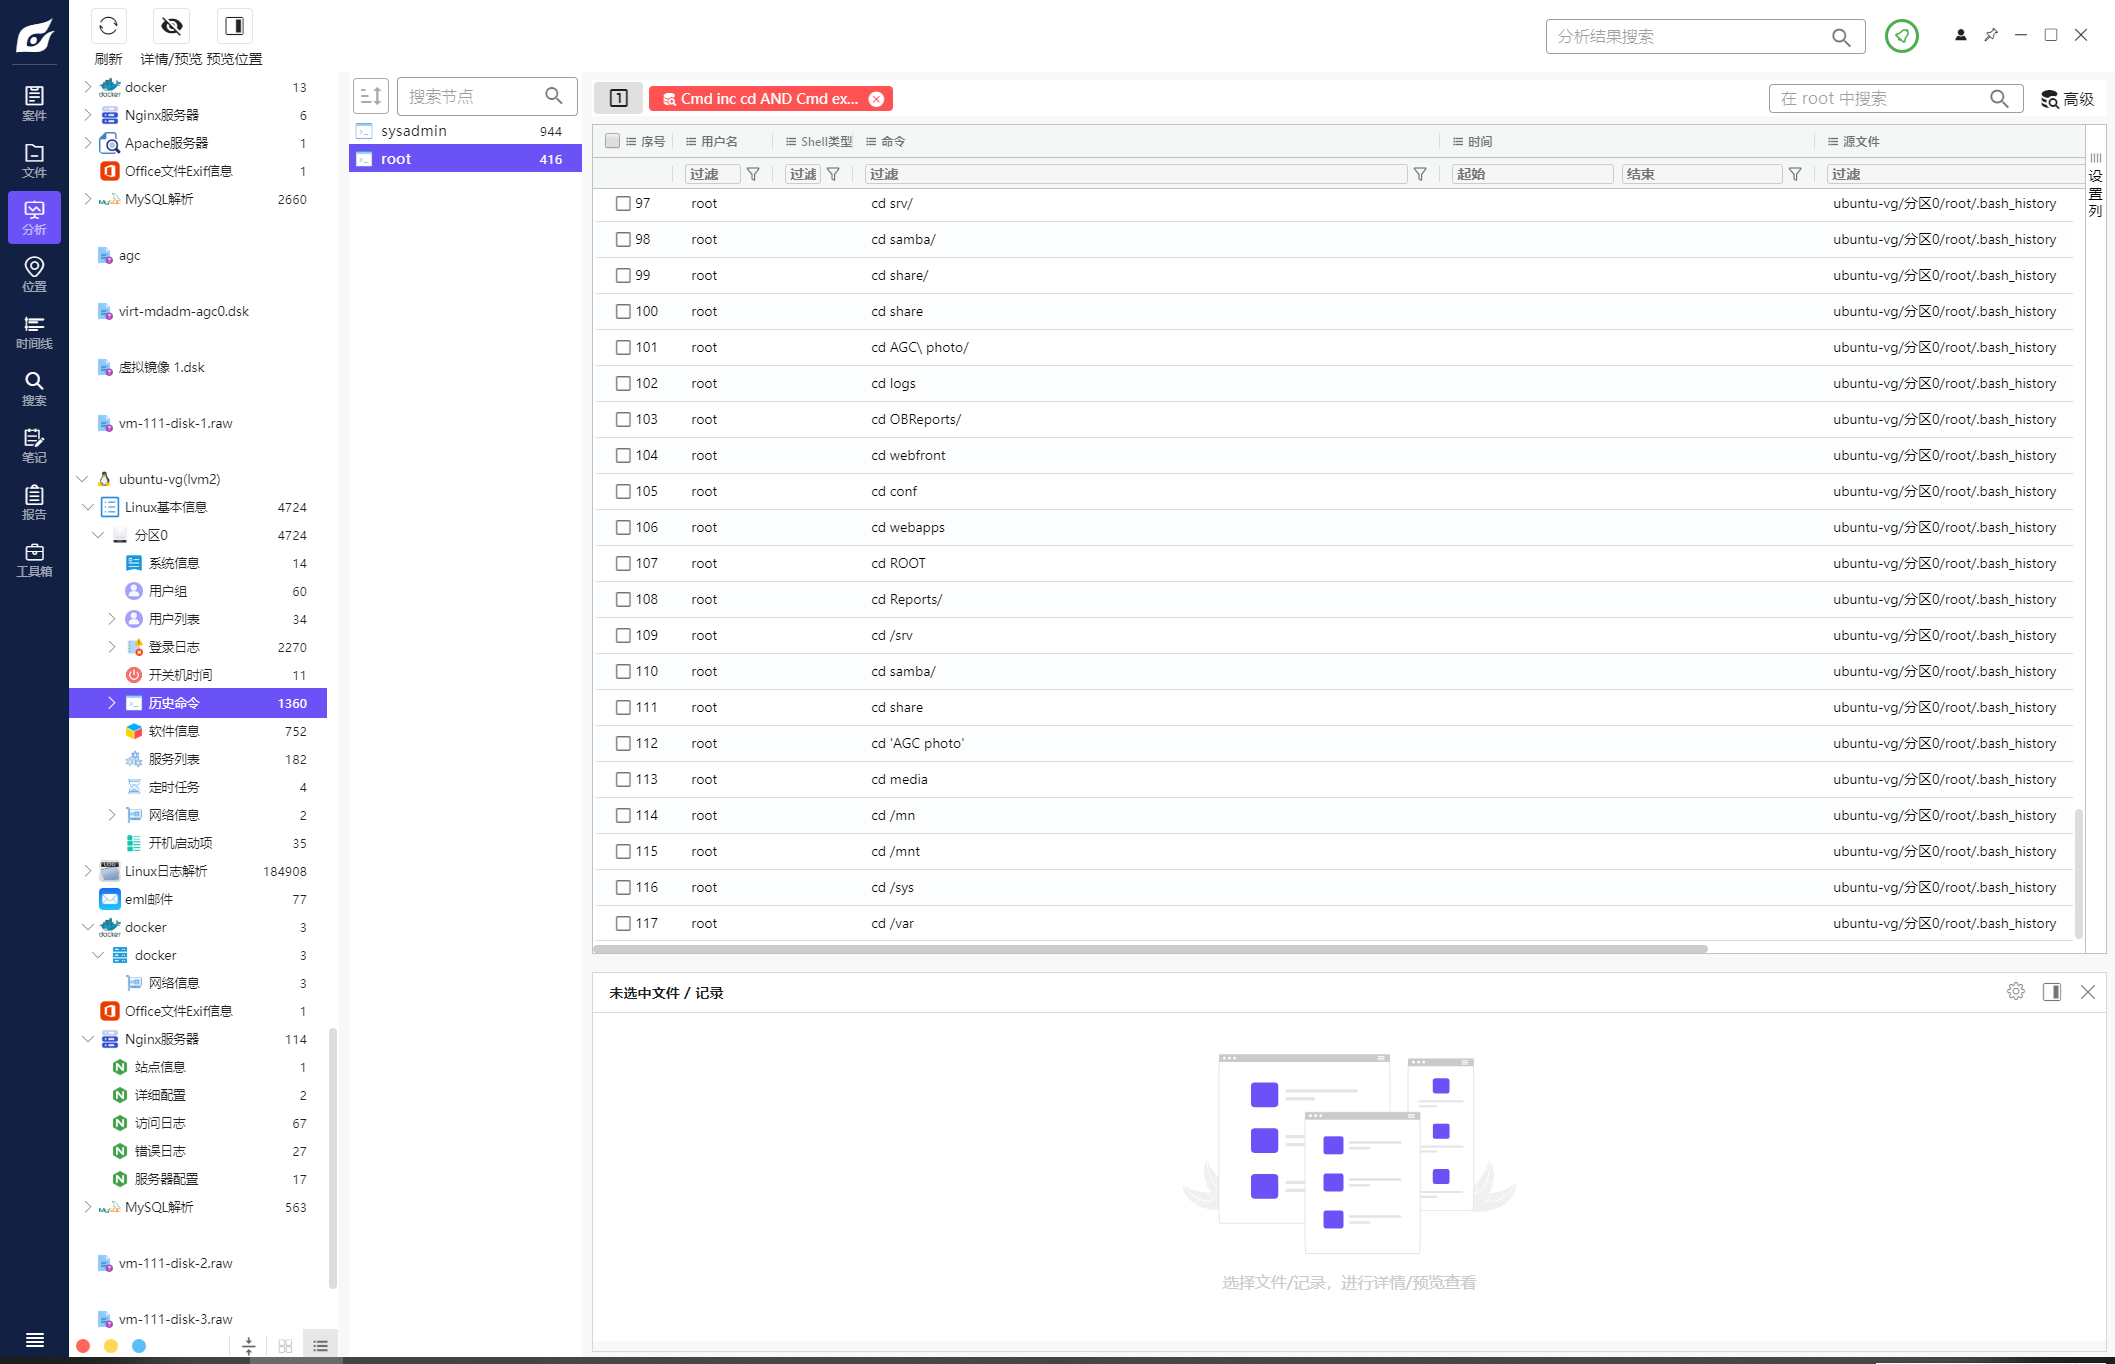 刷新
详情/预览
预览位置
分析结果搜索
案件
文件
分析
位置
时间线
搜索
笔记
报告
工具箱
docker 13
Nginx服务器 6
Apache服务器 1
Office文件Exif信息 1
MySQL解析 2660
agc
virt-mdadm-agc0.dsk
虚拟镜像 1.dsk
vm-111-disk-1.raw
ubuntu-vg(lvm2)
Linux基本信息 4724
分区0 4724
系统信息 14
用户组 60
用户列表 34
登录日志 2270
开关机时间 11
历史命令 1360
软件信息 752
服务列表 182
定时任务 4
网络信息 2
开机启动项 35
Linux日志解析 184908
eml邮件 77
docker 3
docker 3
网络信息 3
Office文件Exif信息 1
Nginx服务器 114
站点信息 1
详细配置 2
访问日志 67
错误日志 27
服务器配置 17
MySQL解析 563
vm-111-disk-2.raw
vm-111-disk-3.raw
搜索节点
sysadmin 944
root 416
1
Cmd inc cd AND Cmd ex...
在 root 中搜索
高级
序号 用户名 Shell类型 命令 时间 源文件
过滤 过滤 过滤 起始 结束 过滤
设置列
97 root cd srv/ ubuntu-vg/分区0/root/.bash_history
98 root cd samba/ ubuntu-vg/分区0/root/.bash_history
99 root cd share/ ubuntu-vg/分区0/root/.bash_history
100 root cd share ubuntu-vg/分区0/root/.bash_history
101 root cd AGC\ photo/ ubuntu-vg/分区0/root/.bash_history
102 root cd logs ubuntu-vg/分区0/root/.bash_history
103 root cd OBReports/ ubuntu-vg/分区0/root/.bash_history
104 root cd webfront ubuntu-vg/分区0/root/.bash_history
105 root cd conf ubuntu-vg/分区0/root/.bash_history
106 root cd webapps ubuntu-vg/分区0/root/.bash_history
107 root cd ROOT ubuntu-vg/分区0/root/.bash_history
108 root cd Reports/ ubuntu-vg/分区0/root/.bash_history
109 root cd /srv ubuntu-vg/分区0/root/.bash_history
110 root cd samba/ ubuntu-vg/分区0/root/.bash_history
111 root cd share ubuntu-vg/分区0/root/.bash_history
112 root cd 'AGC photo' ubuntu-vg/分区0/root/.bash_history
113 root cd media ubuntu-vg/分区0/root/.bash_history
114 root cd /mn ubuntu-vg/分区0/root/.bash_history
115 root cd /mnt ubuntu-vg/分区0/root/.bash_history
116 root cd /sys ubuntu-vg/分区0/root/.bash_history
117 root cd /var ubuntu-vg/分区0/root/.bash_history
未选中文件 / 记录
选择文件/记录，进行详情/预览查看